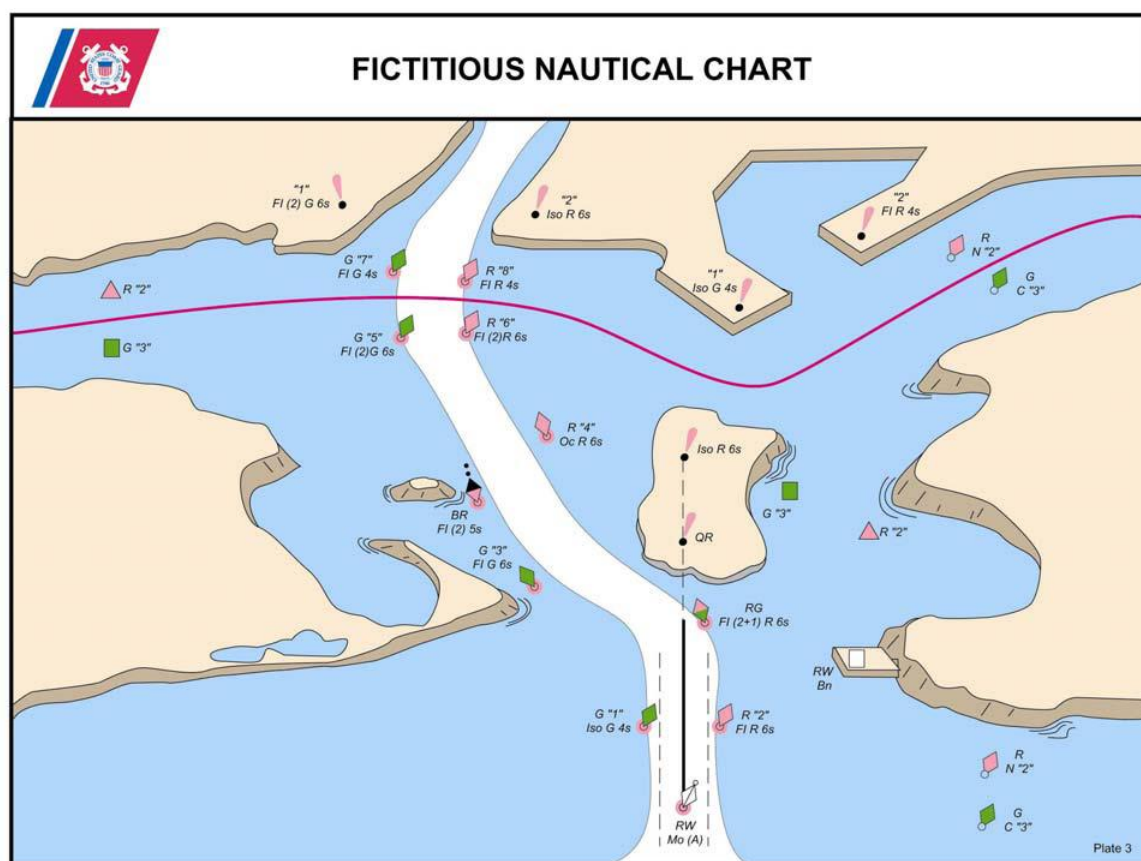 FICTITIOUS NAUTICAL CHART
"1"
Fl (2) G 6s
"2"
Iso R 6s
"2"
Fl R 4s
R
N "2"
G "7"
Fl G 4s
R "8"
Fl R 4s
"1"
Iso G 4s
G
C "3"
R "2"
G "3"
G "5"
Fl (2)G 6s
R "6"
Fl (2)R 6s
R "4"
Oc R 6s
Iso R 6s
G "3"
BR
Fl (2) 5s
R "2"
QR
G "3"
Fl G 6s
RG
Fl (2+1) R 6s
RW
Bn
G "1"
Iso G 4s
R "2"
Fl R 6s
R
N "2"
G
C "3"
RW
Mo (A)
Plate 3